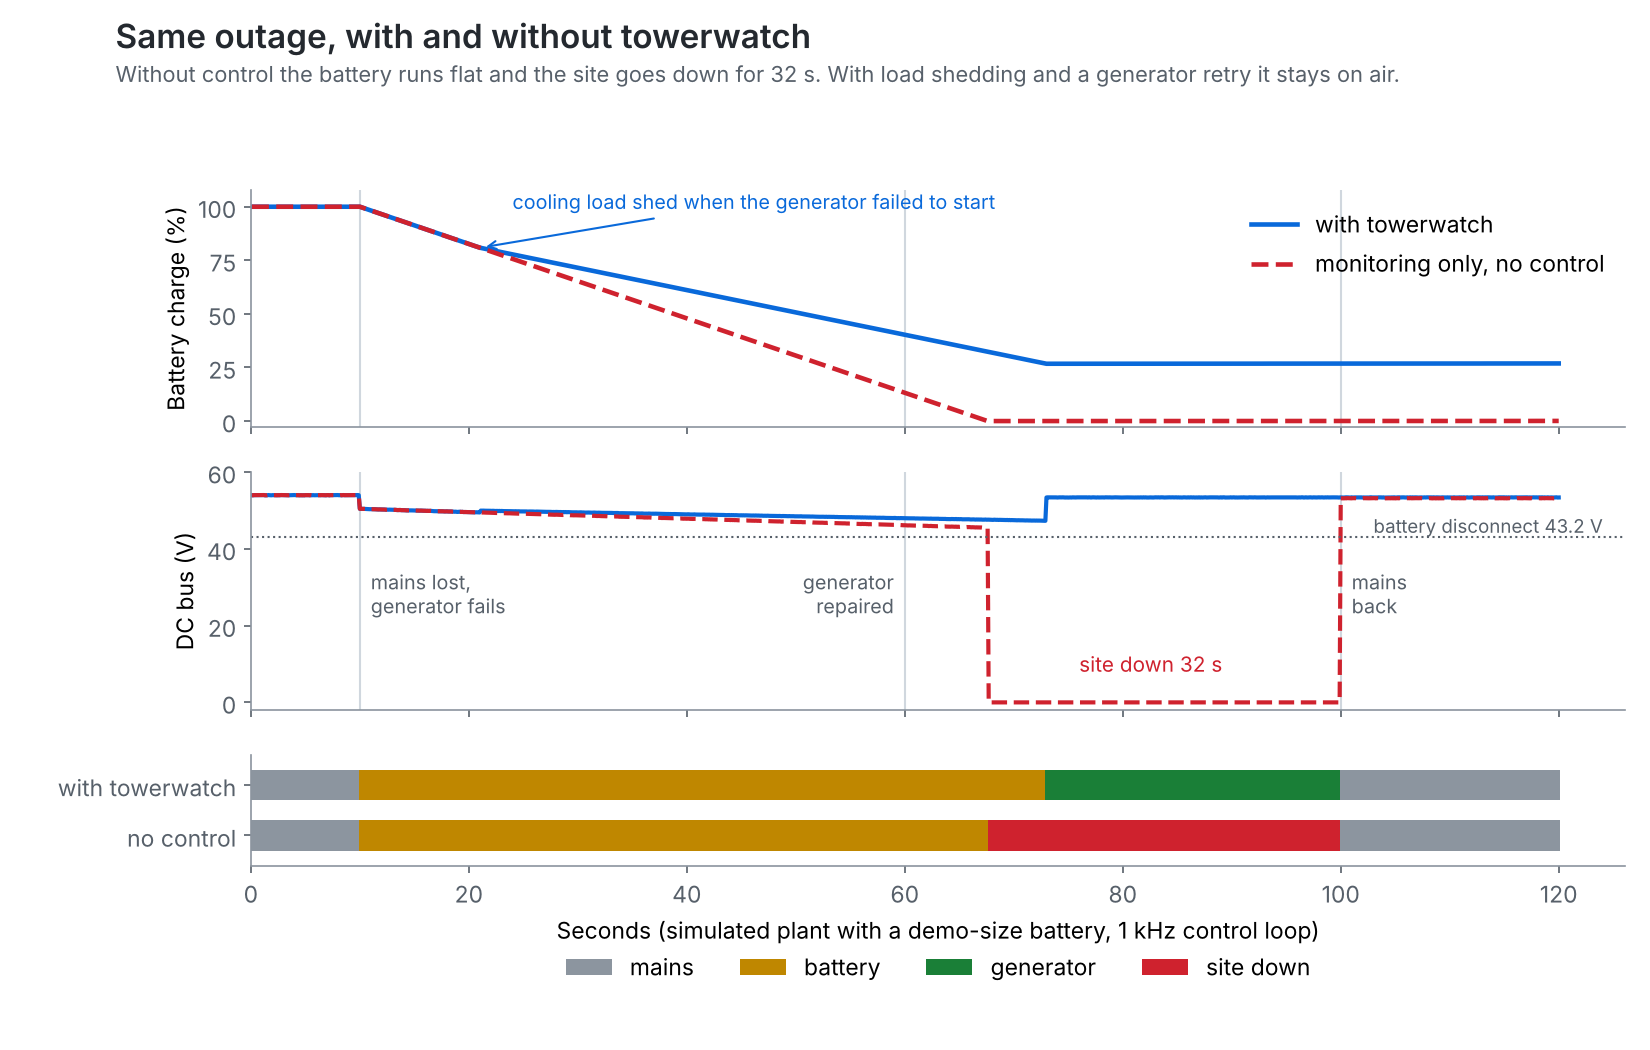 Same outage, with and without towerwatch
Without control the battery runs flat and the site goes down for 32 s. With load shedding and a generator retry it stays on air.
Battery charge (%)
100
75
50
25
0
cooling load shed when the generator failed to start
with towerwatch
monitoring only, no control
DC bus (V)
60
40
20
0
battery disconnect 43.2 V
mains lost,
generator fails
generator
repaired
mains
back
site down 32 s
with towerwatch
no control
0 20 40 60 80 100 120
Seconds (simulated plant with a demo-size battery, 1 kHz control loop)
mains battery generator site down